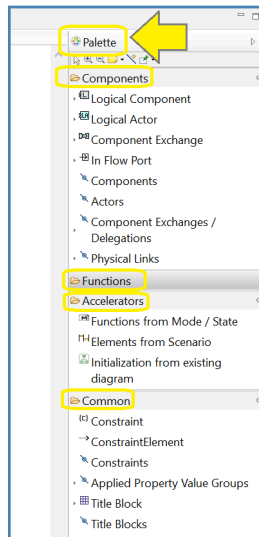 Palette
Components
Logical Component
LA Logical Actor
Component Exchange
In Flow Port
Components
Actors
Component Exchanges /
Delegations
Physical Links
Functions
Accelerators
Functions from Mode / State
Elements from Scenario
Initialization from existing
diagram
Common
{c} Constraint
ConstraintElement
Constraints
Applied Property Value Groups
Title Block
Title Blocks